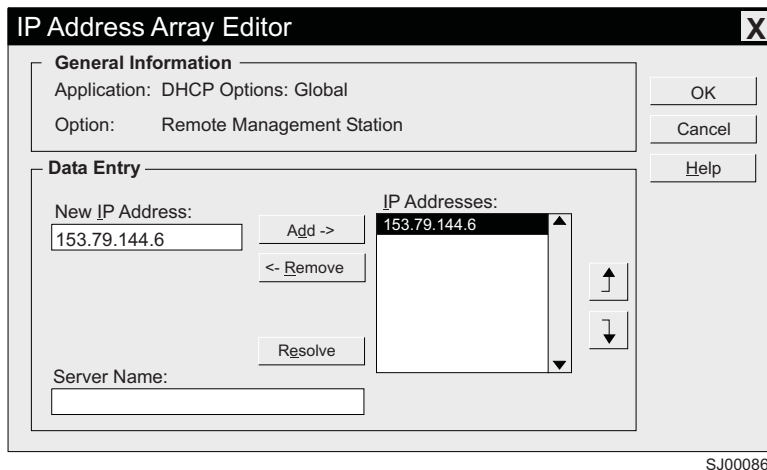 IP Address Array Editor
X
General Information
Application: DHCP Options: Global
Option: Remote Management Station
OK
Cancel
Help
Data Entry
New IP Address:
153.79.144.6
Add ->
<- Remove
Resolve
IP Addresses:
153.79.144.6
Server Name:
SJ00086